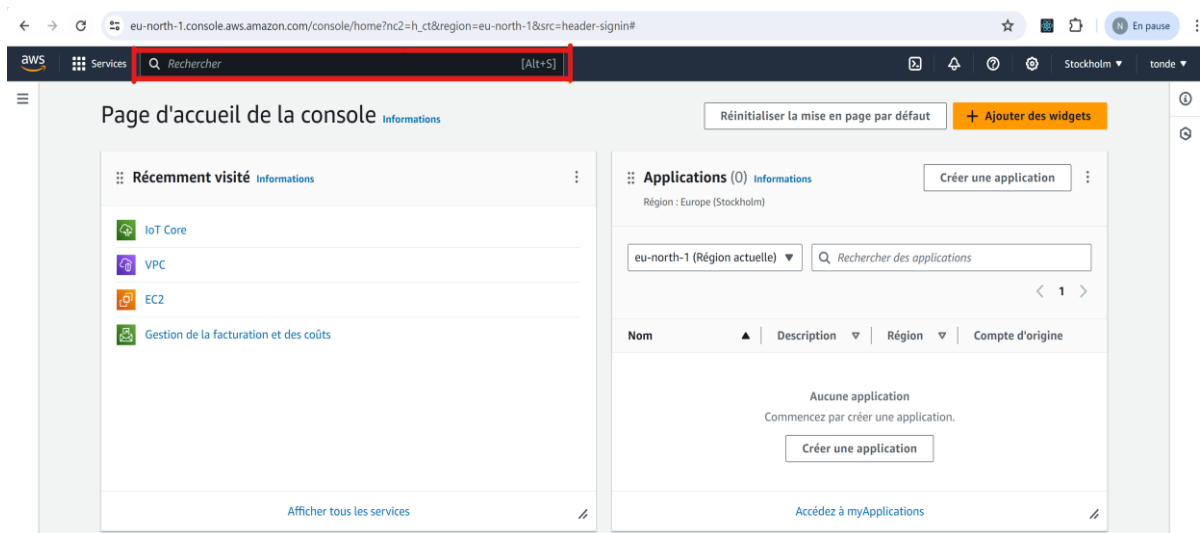 eu-north-1.console.aws.amazon.com/console/home?nc2=h_ct&region=eu-north-1&src=header-signin#
N En pause
aws Services Rechercher [Alt+S] Stockholm tonde
Page d'accueil de la console Informations
Réinitialiser la mise en page par défaut
+ Ajouter des widgets
Récemment visité Informations
IoT Core
VPC
EC2
Gestion de la facturation et des coûts
Afficher tous les services
Applications (0) Informations
Créer une application
Région : Europe (Stockholm)
eu-north-1 (Région actuelle) Rechercher des applications
1
Nom Description Région Compte d'origine
Aucune application
Commencez par créer une application.
Créer une application
Accédez à myApplications